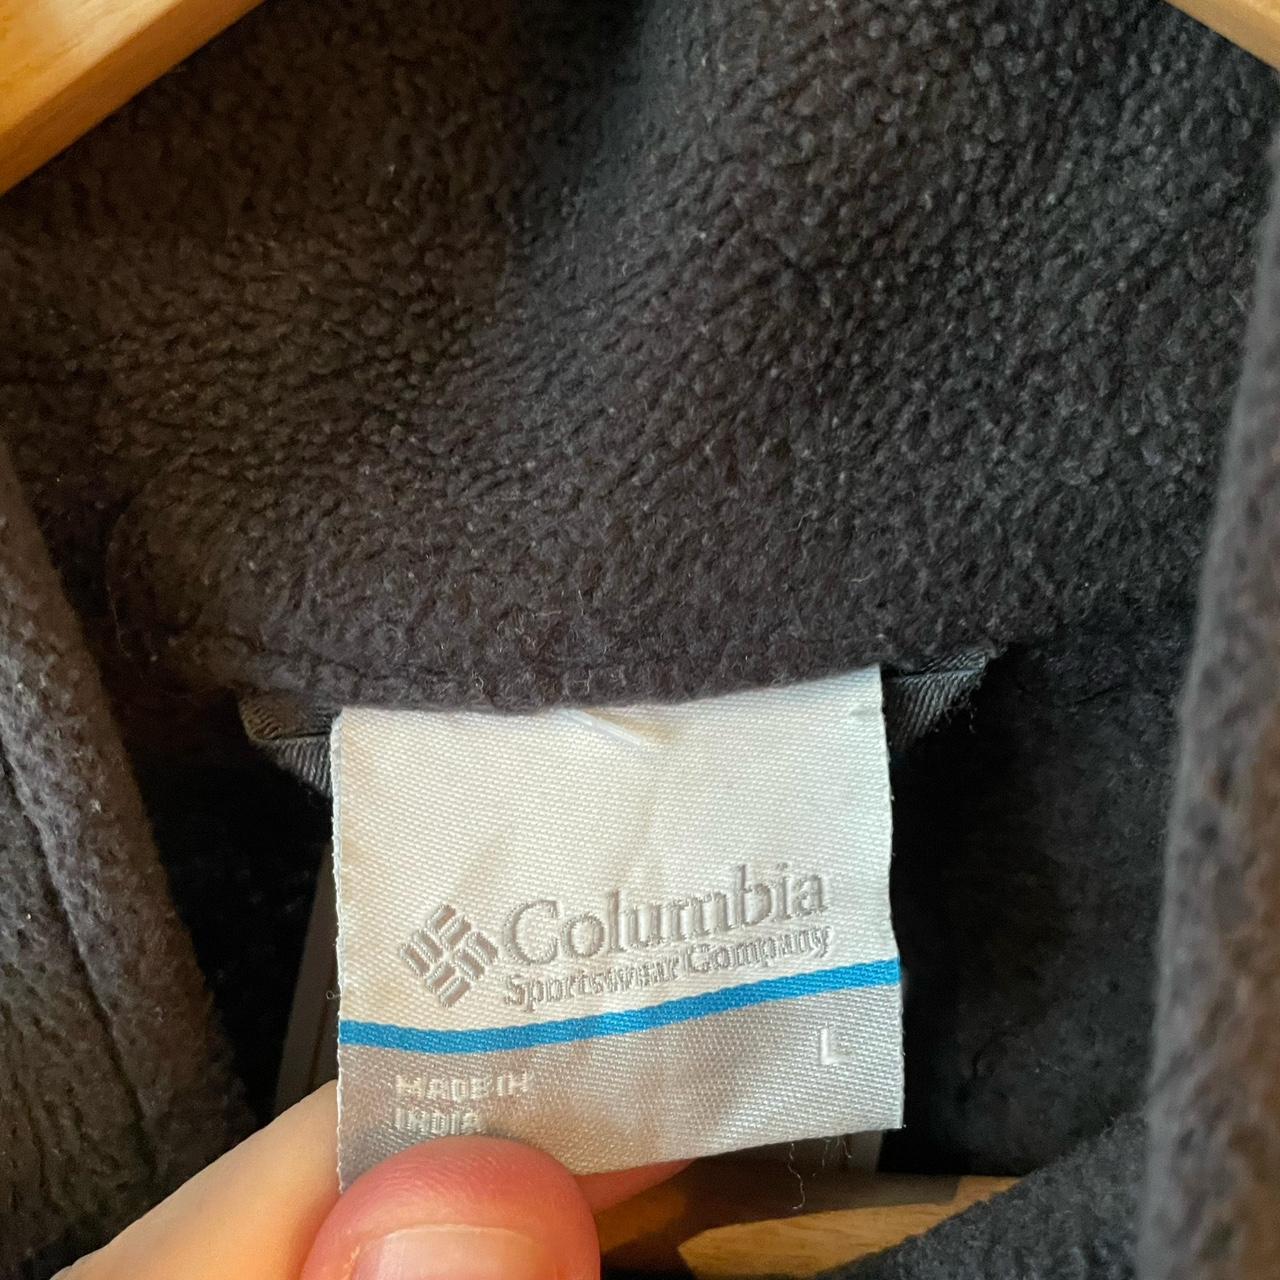 Columbia
Sportswear Company
L
MADE IN
INDIA